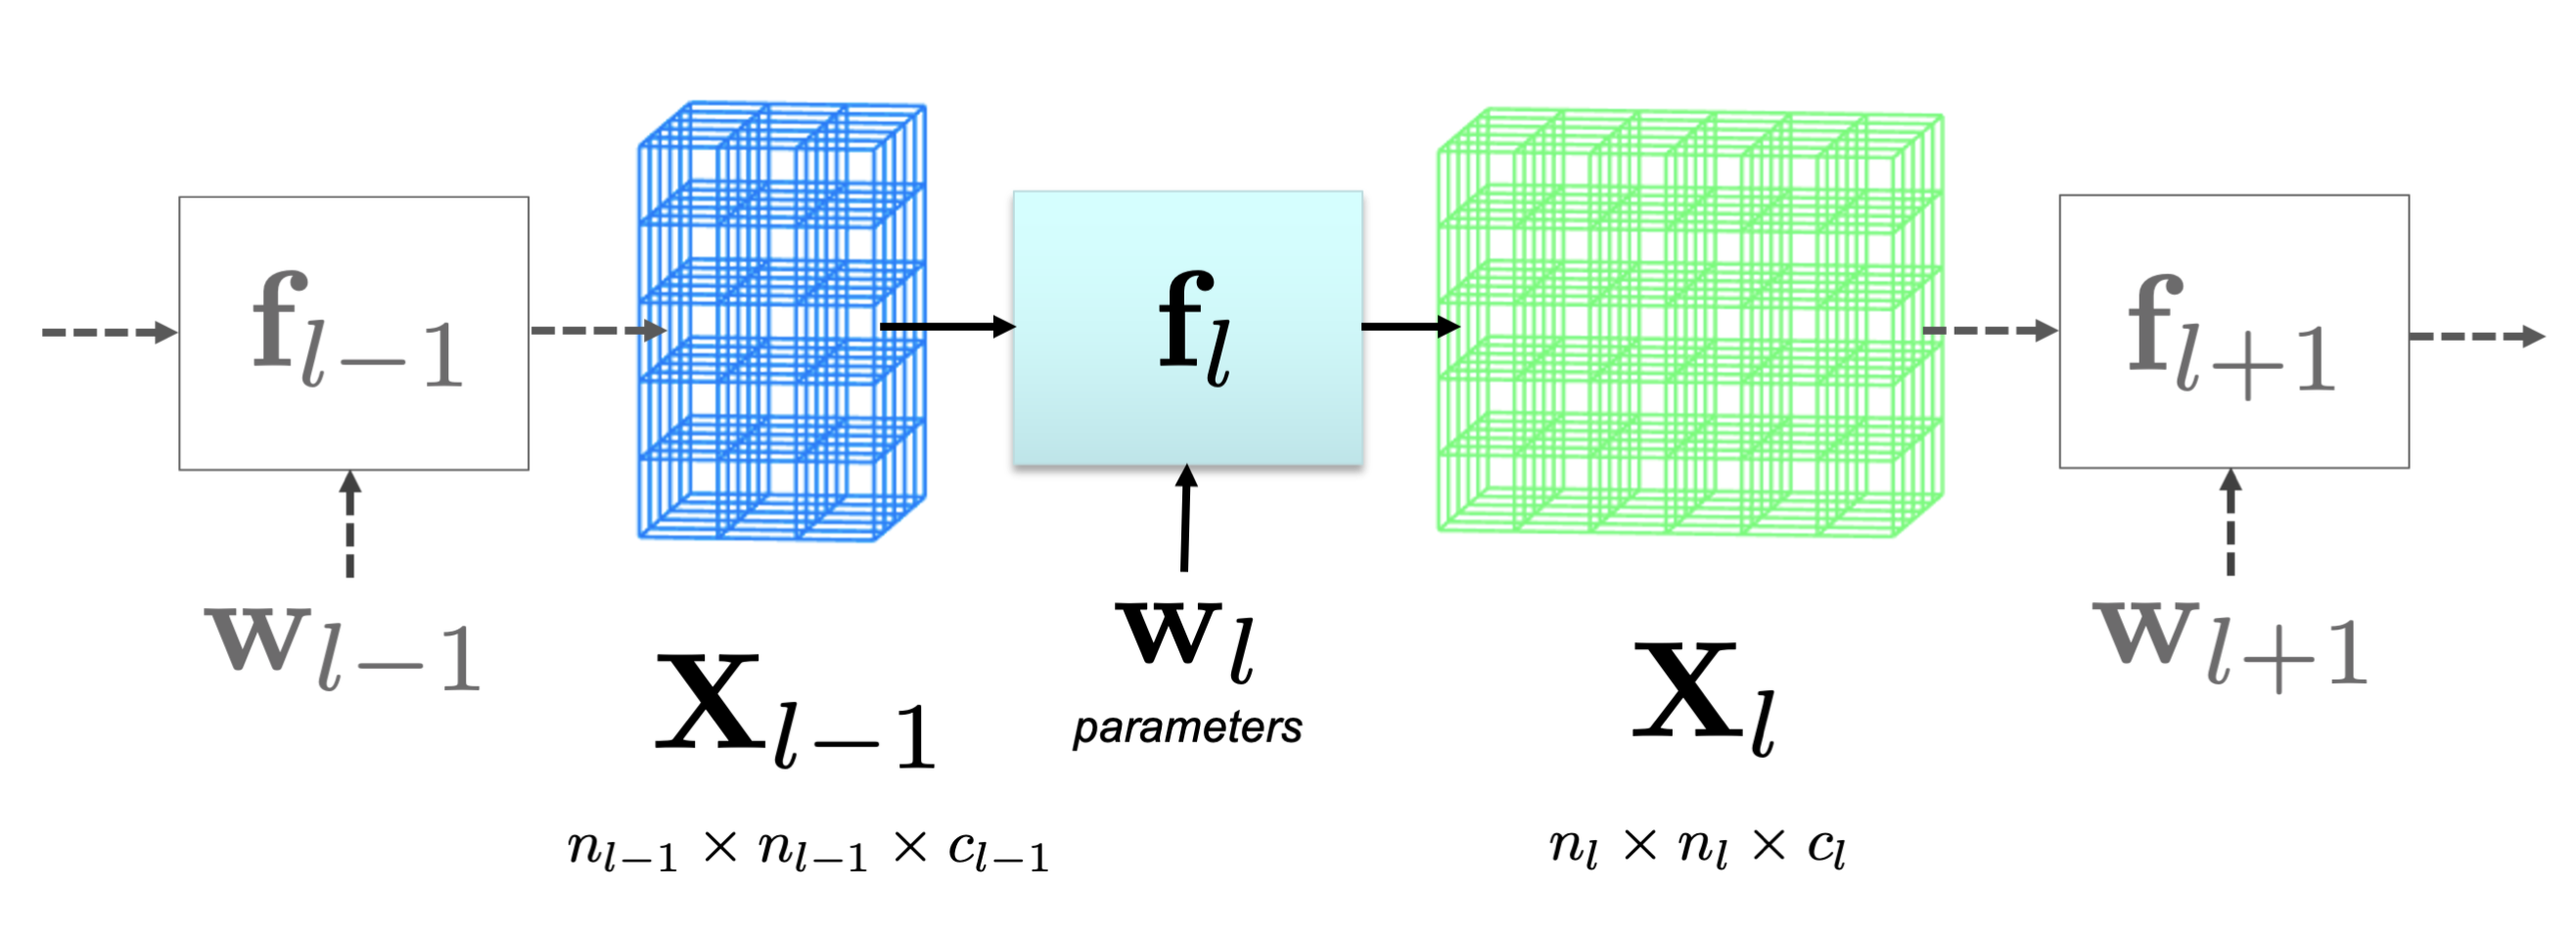 f_{l-1}
f_l
f_{l+1}
w_{l-1}
w_l
w_{l+1}
x_{l-1}
parameters
x_l
n_{l-1} × n_{l-1} × c_{l-1}
n_l × n_l × c_l